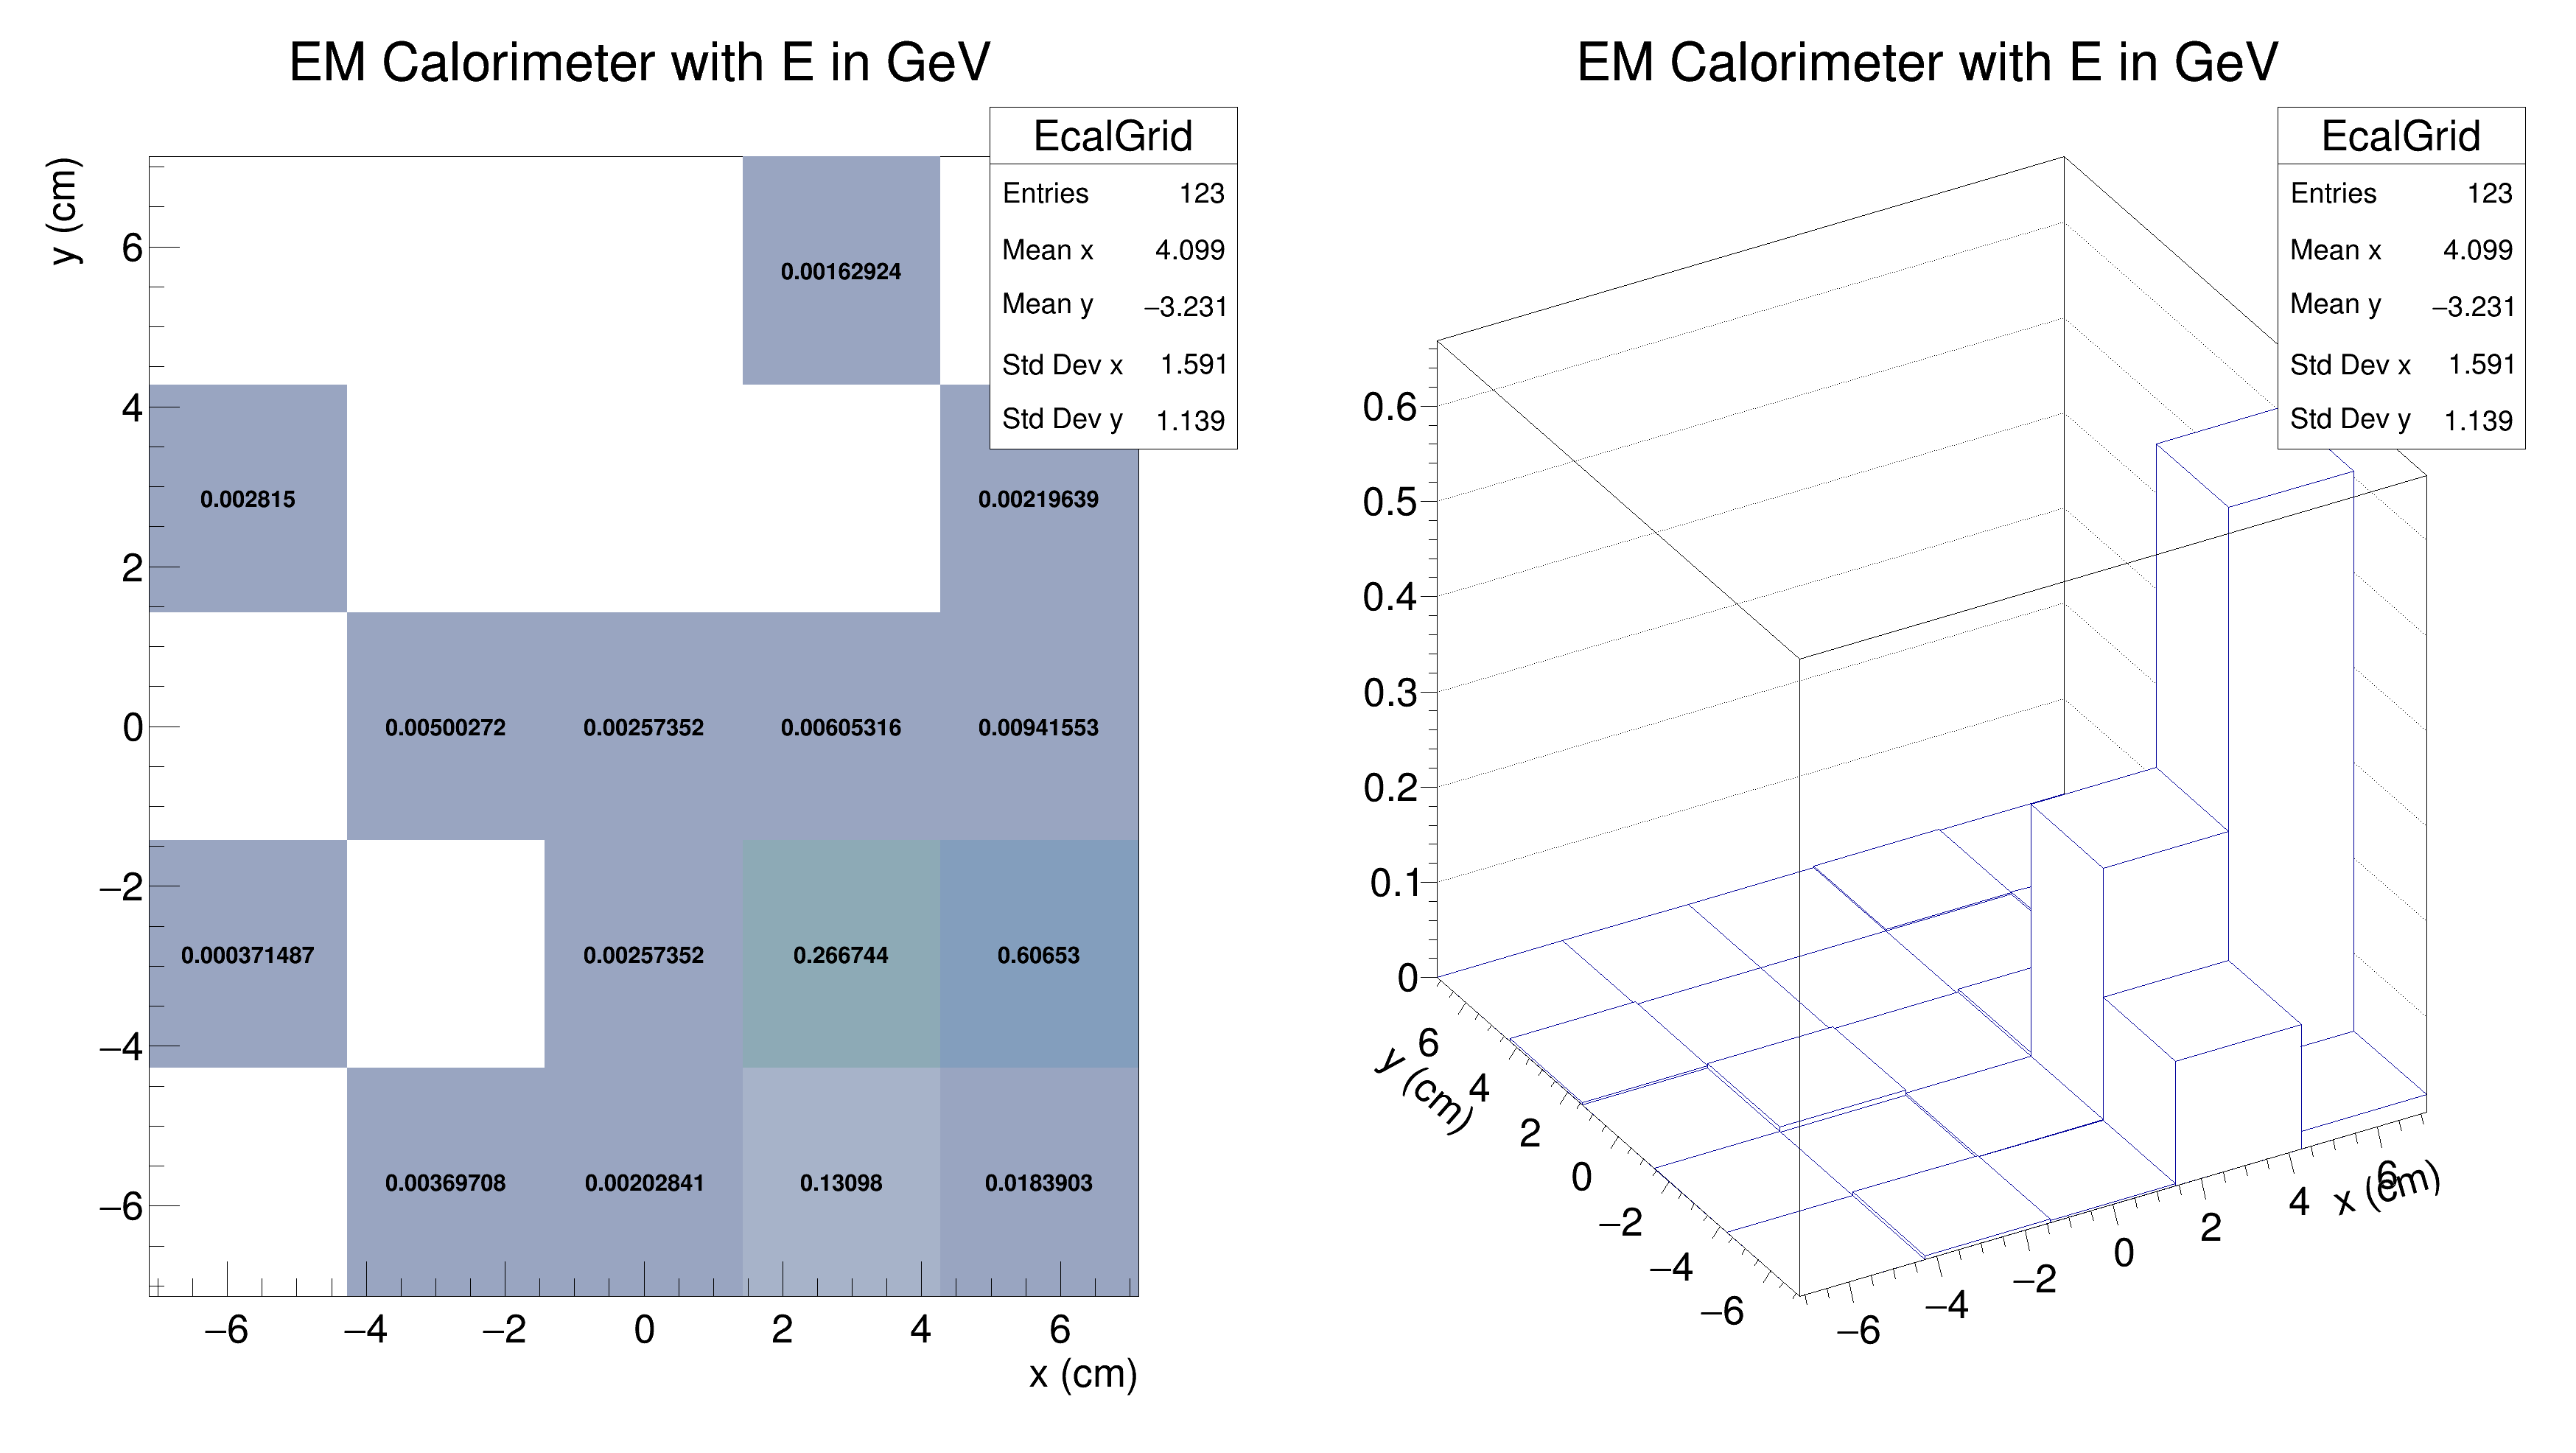 EM Calorimeter with E in GeV
EcalGrid
Entries 123
Mean x 4.099
Mean y −3.231
Std Dev x 1.591
Std Dev y 1.139
y (cm)
6
4
2
0
−2
−4
−6
0.00162924
0.002815
0.00219639
0.00500272
0.00257352
0.00605316
0.00941553
0.000371487
0.00257352
0.266744
0.60653
0.00369708
0.00202841
0.13098
0.0183903
−6
−4
−2
0
2
4
6
x (cm)
EM Calorimeter with E in GeV
EcalGrid
Entries 123
Mean x 4.099
Mean y −3.231
Std Dev x 1.591
Std Dev y 1.139
0.6
0.5
0.4
0.3
0.2
0.1
0
y (cm)
6
4
2
0
−2
−4
−6
−6
−4
−2
0
2
4
6
x (cm)